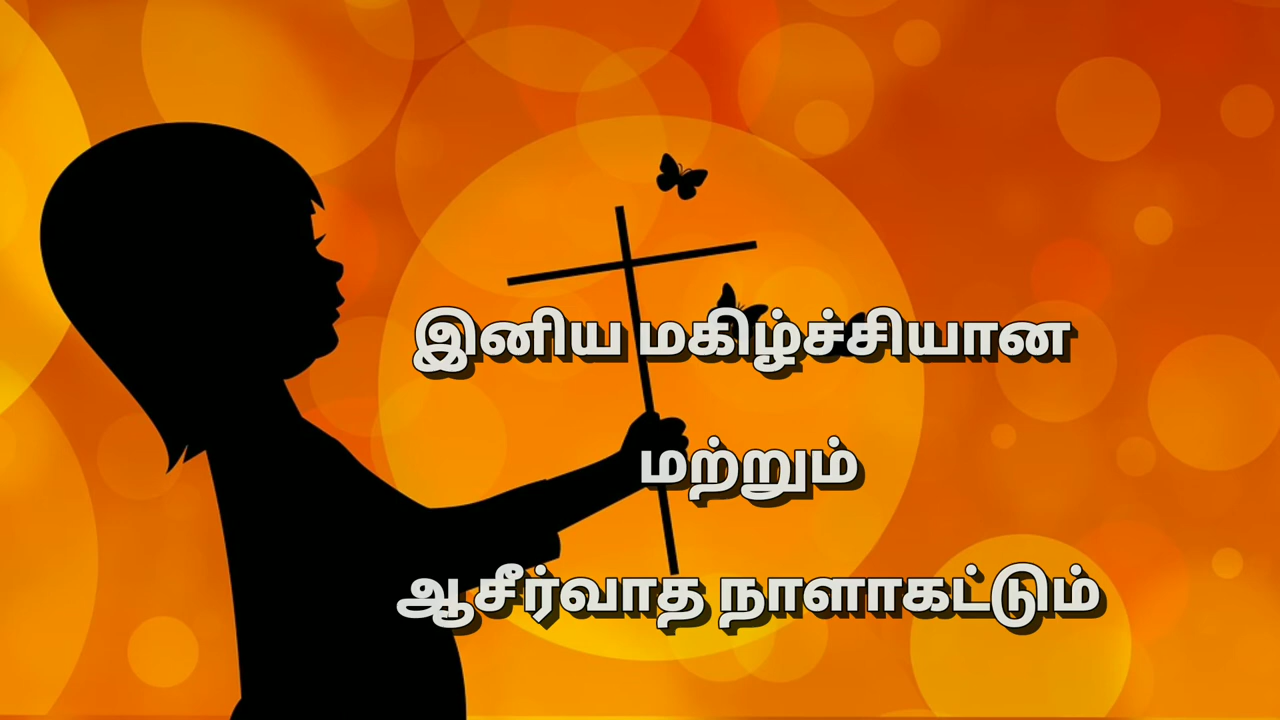 இனிய மகிழ்ச்சியான
மற்றும்
ஆசீர்வாத நாளாகட்டும்